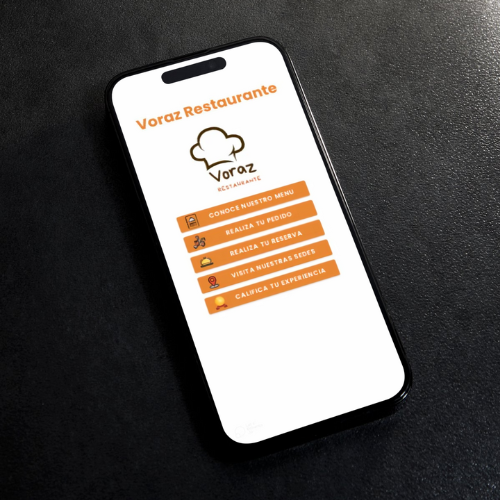 Voraz Restaurante
Voraz
RESTAURANTE
CONOCE NUESTRO MENU
REALIZA TU PEDIDO
REALIZA TU RESERVA
VISITA NUESTRAS SEDES
CALIFICA TU EXPERIENCIA